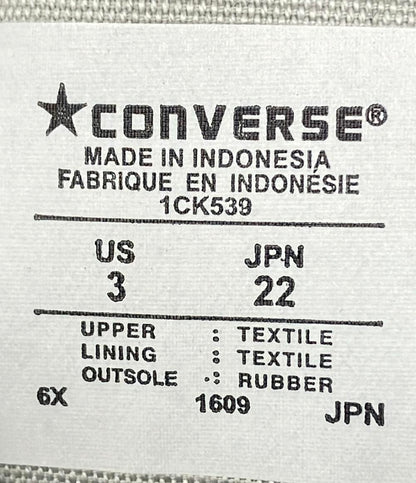 ★CONVERSE®
MADE IN INDONESIA
FABRIQUE EN INDONÉSIE
1CK539
US JPN
3 22
UPPER : TEXTILE
LINING : TEXTILE
OUTSOLE : RUBBER
6X 1609 JPN